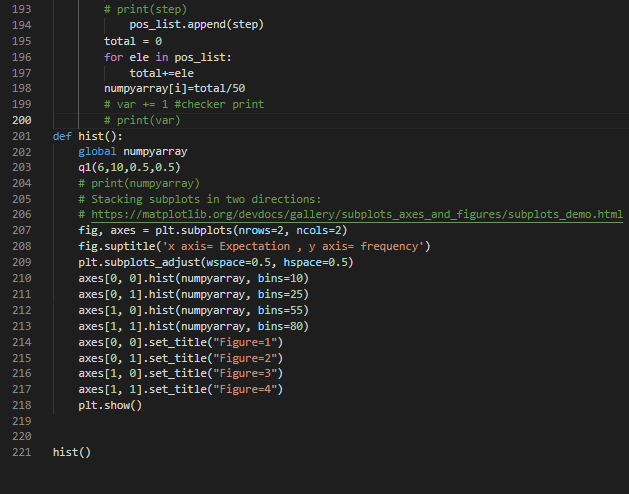 193 # print(step)
194 pos_list.append(step)
195 total = 0
196 for ele in pos_list:
197 total+=ele
198 numpyarray[i]=total/50
199 # var += 1 #checker print
200 # print(var)
201 def hist():
202 global numpyarray
203 q1(6,10,0.5,0.5)
204 # print(numpyarray)
205 # Stacking subplots in two directions:
206 # https://matplotlib.org/devdocs/gallery/subplots_axes_and_figures/subplots_demo.html
207 fig, axes = plt.subplots(nrows=2, ncols=2)
208 fig.suptitle('x axis= Expectation , y axis= frequency')
209 plt.subplots_adjust(wspace=0.5, hspace=0.5)
210 axes[0, 0].hist(numpyarray, bins=10)
211 axes[0, 1].hist(numpyarray, bins=25)
212 axes[1, 0].hist(numpyarray, bins=55)
213 axes[1, 1].hist(numpyarray, bins=80)
214 axes[0, 0].set_title("Figure=1")
215 axes[0, 1].set_title("Figure=2")
216 axes[1, 0].set_title("Figure=3")
217 axes[1, 1].set_title("Figure=4")
218 plt.show()
219
220
221 hist()